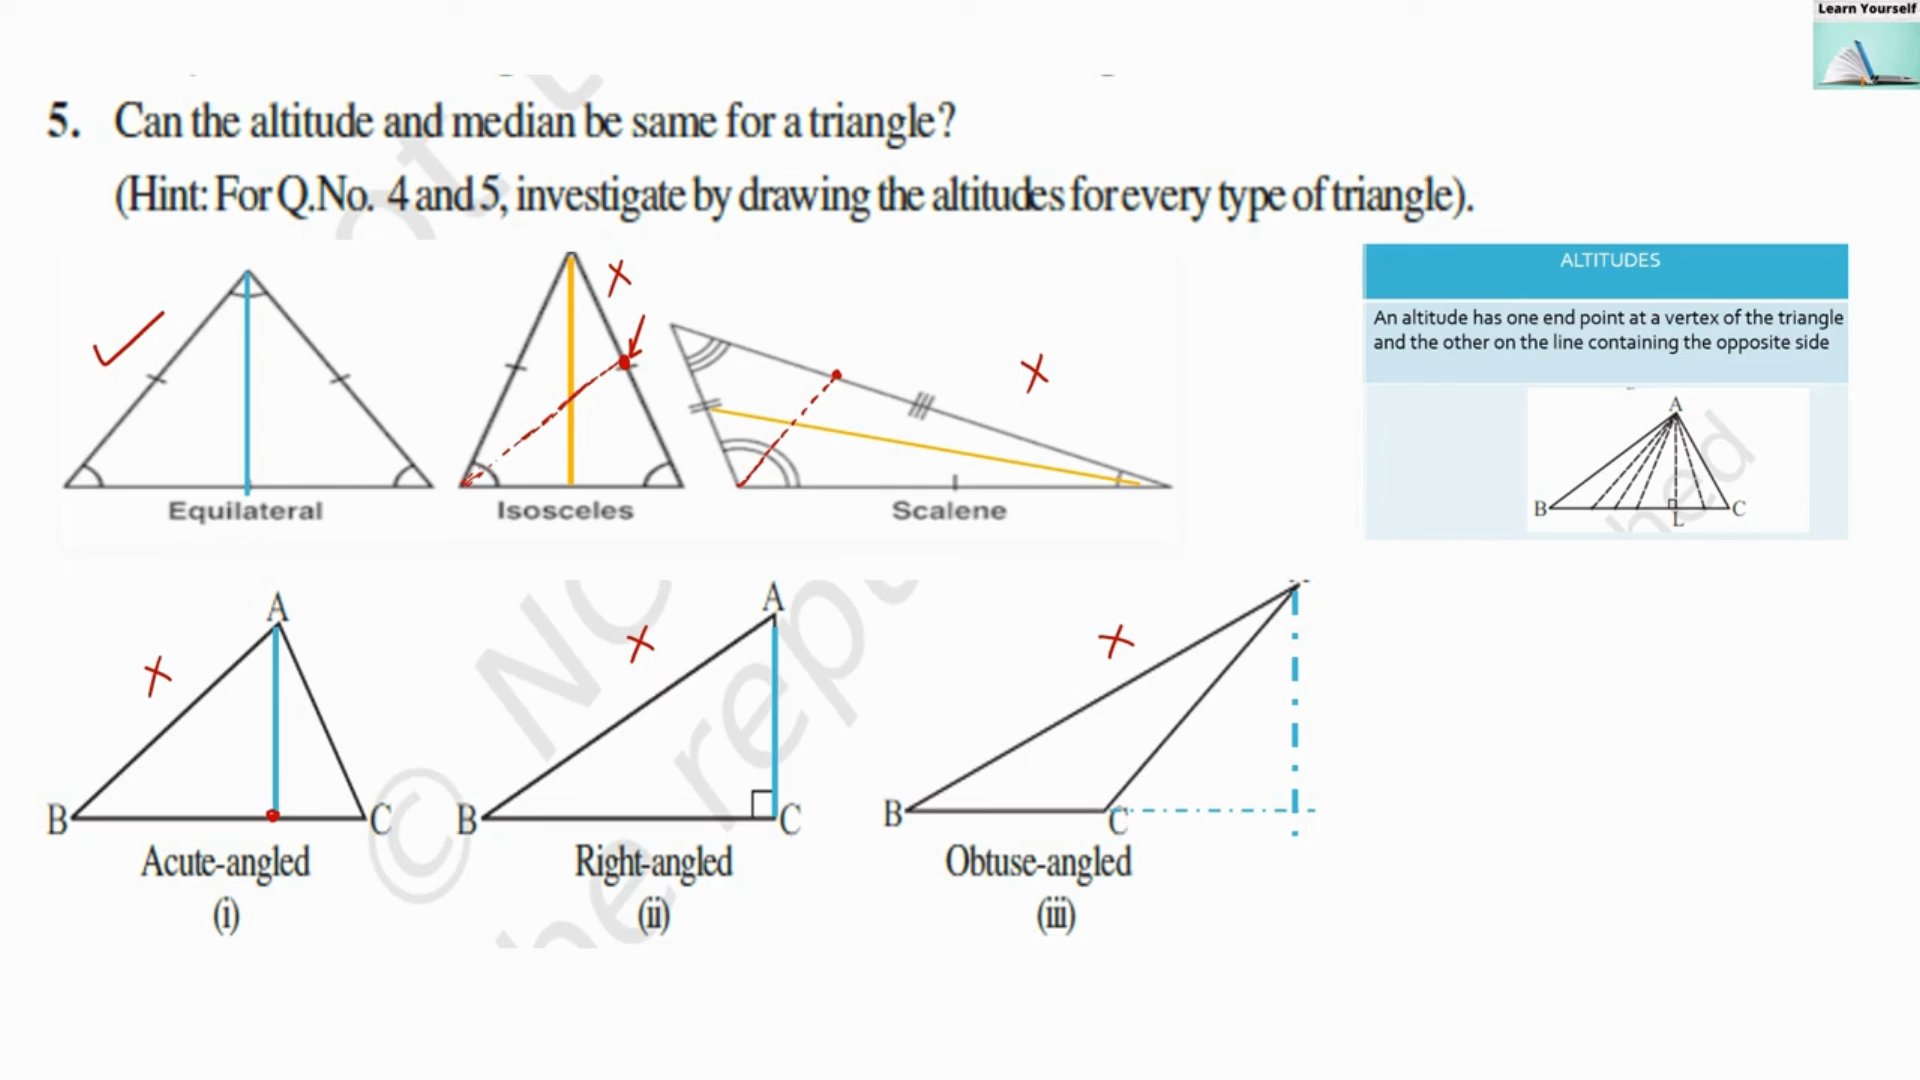 Learn Yourself
5. Can the altitude and median be same for a triangle?
(Hint: For Q.No. 4 and 5, investigate by drawing the altitudes for every type of triangle).
ALTITUDES
An altitude has one end point at a vertex of the triangle
and the other on the line containing the opposite side
A
B
L
C
Equilateral
Isosceles
Scalene
A
B
C
Acute-angled
(i)
A
B
C
Right-angled
(ii)
B
C
Obtuse-angled
(iii)